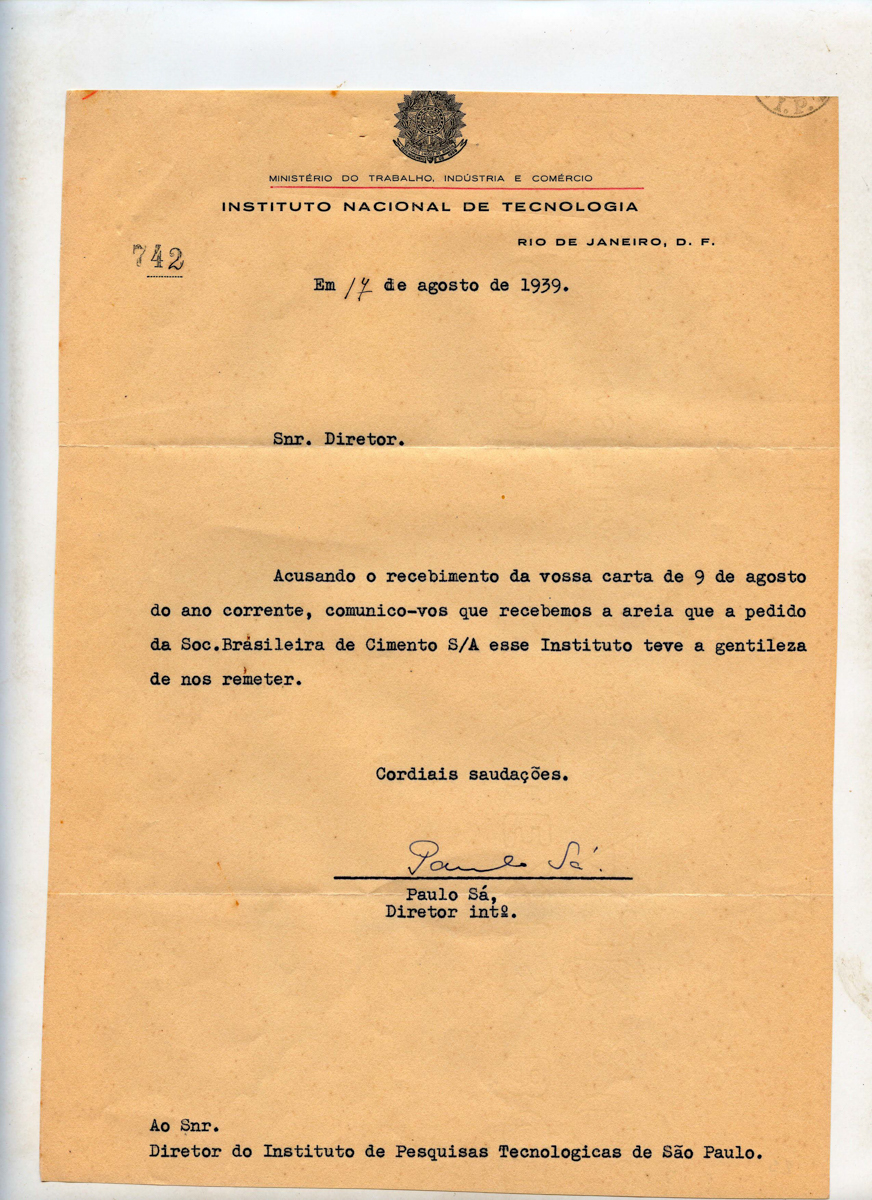 I. P.
MINISTÉRIO DO TRABALHO, INDÚSTRIA E COMÉRCIO
INSTITUTO NACIONAL DE TECNOLOGIA
RIO DE JANEIRO, D. F.
742
Em 17 de agosto de 1939.
Snr. Diretor.
Acusando o recebimento da vossa carta de 9 de agosto
do ano corrente, comunico-vos que recebemos a areia que a pedido
da Soc.Brasileira de Cimento S/A esse Instituto teve a gentileza
de nos remeter.
Cordiais saudações.
Paulo Sá.
Paulo Sá,
Diretor intº.
Ao Snr.
Diretor do Instituto de Pesquisas Tecnologicas de São Paulo.